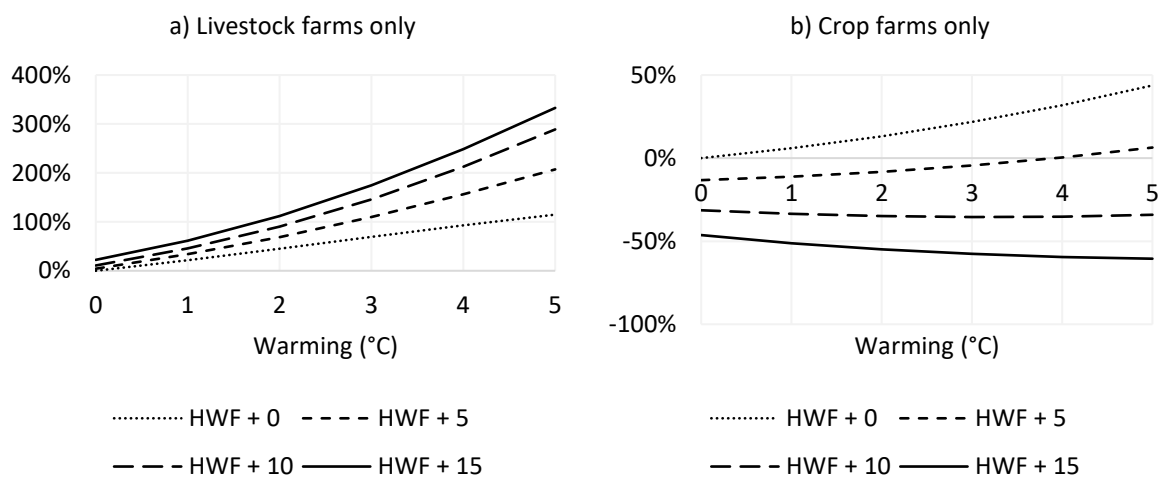 a) Livestock farms only
400%
300%
200%
100%
0%
0 1 2 3 4 5
Warming (°C)
HWF + 0 HWF + 5
HWF + 10 HWF + 15
b) Crop farms only
50%
0%
0 1 2 3 4 5
-50%
-100%
Warming (°C)
HWF + 0 HWF + 5
HWF + 10 HWF + 15